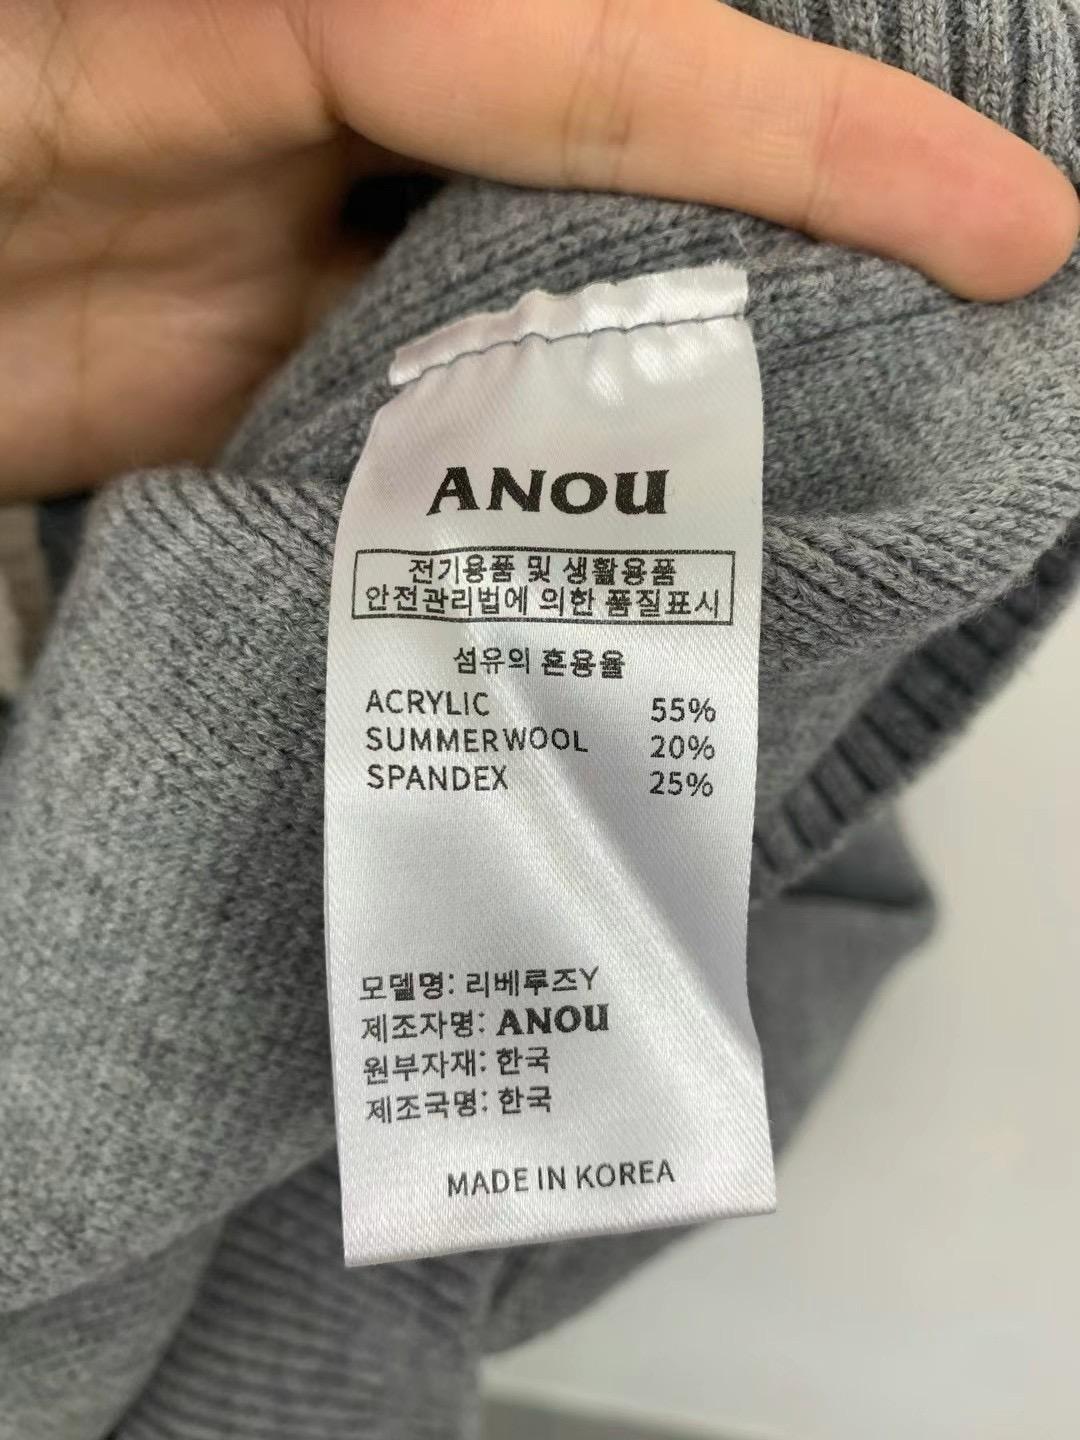 ANOU
전기용품 및 생활용품
안전관리법에 의한 품질표시
섬유의 혼용율
ACRYLIC 55%
SUMMERWOOL 20%
SPANDEX 25%
모델명: 리베루즈Y
제조자명: ANOU
원부자재: 한국
제조국명: 한국
MADE IN KOREA